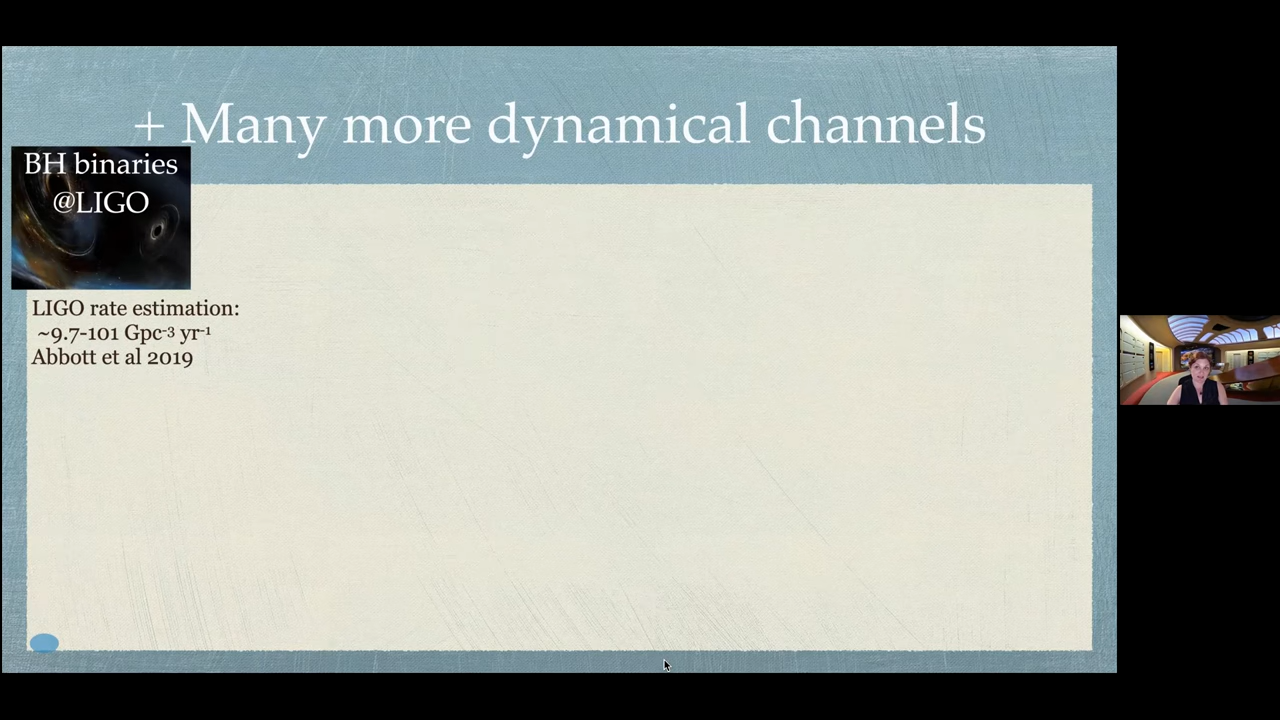 + Many more dynamical channels
BH binaries
@LIGO
LIGO rate estimation:
~9.7-101 Gpc⁻³ yr⁻¹
Abbott et al 2019